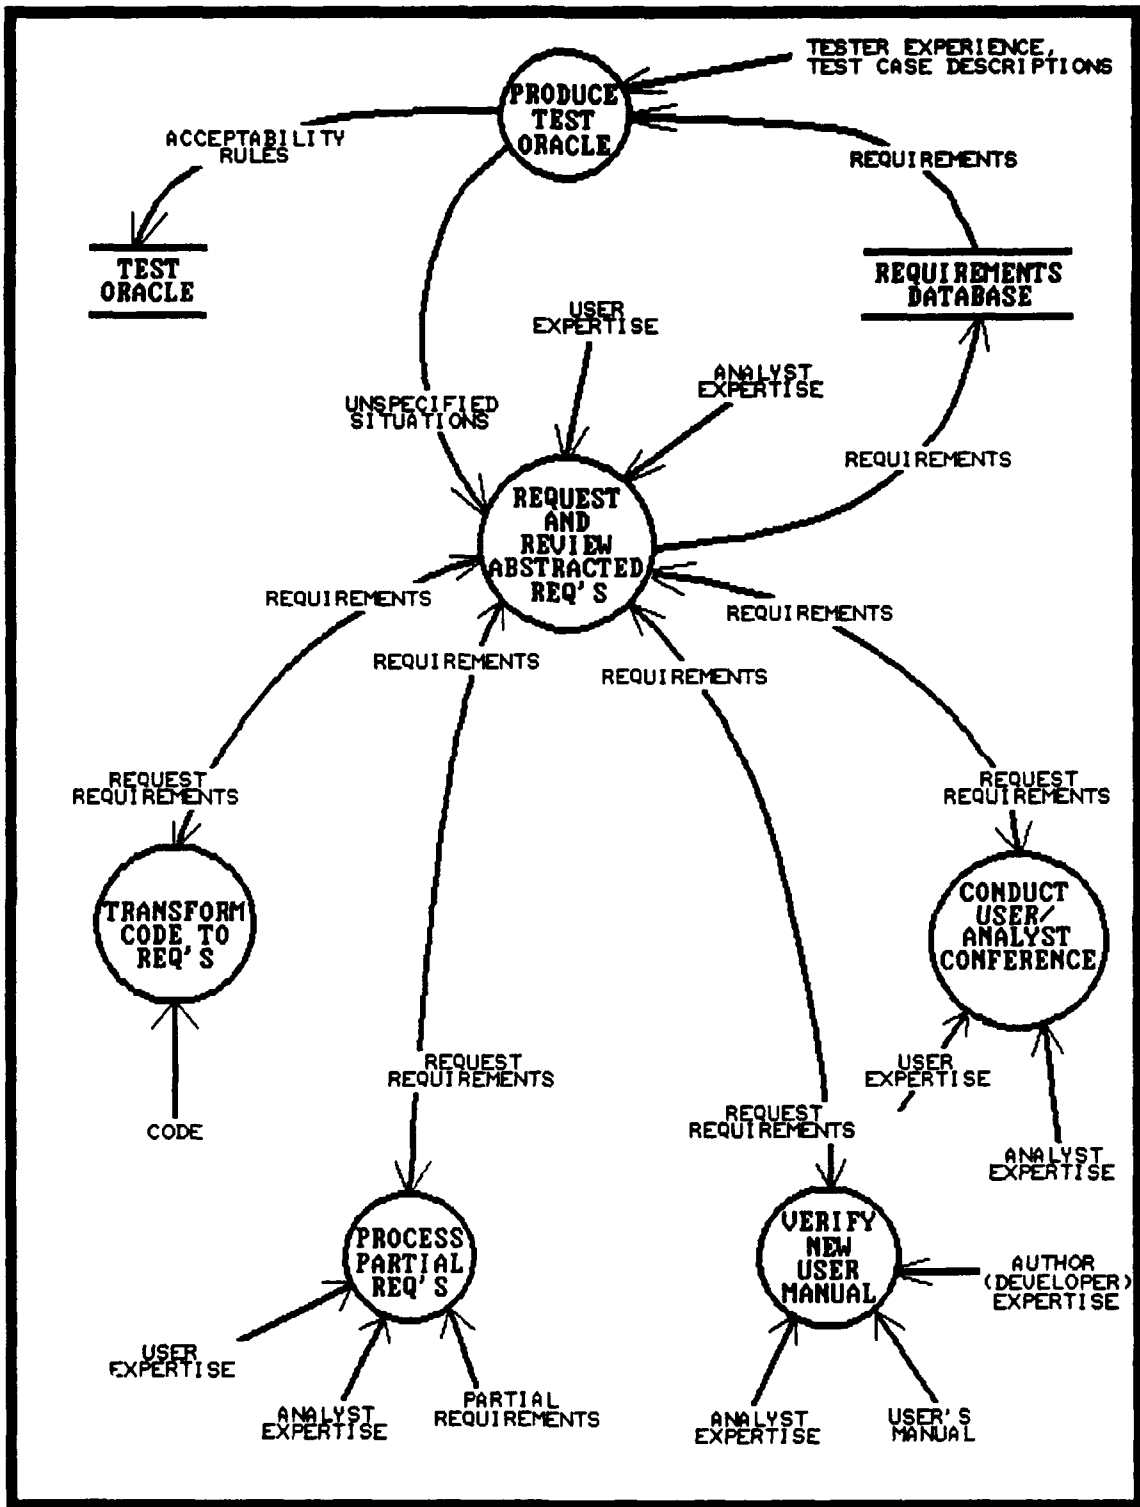 TESTER EXPERIENCE,
TEST CASE DESCRIPTIONS
PRODUCE
TEST
ORACLE
ACCEPTABILITY
RULES
REQUIREMENTS
TEST
ORACLE
REQUIREMENTS
DATABASE
USER
EXPERTISE
ANALYST
EXPERTISE
UNSPECIFIED
SITUATIONS
REQUIREMENTS
REQUEST
AND
REVIEW
ABSTRACTED
REQ'S
REQUIREMENTS
REQUIREMENTS
REQUIREMENTS
REQUIREMENTS
REQUEST
REQUIREMENTS
REQUEST
REQUIREMENTS
TRANSFORM
CODE TO
REQ'S
CONDUCT
USER/
ANALYST
CONFERENCE
REQUEST
REQUIREMENTS
USER
EXPERTISE
CODE
REQUEST
REQUIREMENTS
ANALYST
EXPERTISE
PROCESS
PARTIAL
REQ'S
VERIFY
NEW
USER
MANUAL
AUTHOR
(DEVELOPER)
EXPERTISE
USER
EXPERTISE
ANALYST
EXPERTISE
PARTIAL
REQUIREMENTS
ANALYST
EXPERTISE
USER'S
MANUAL